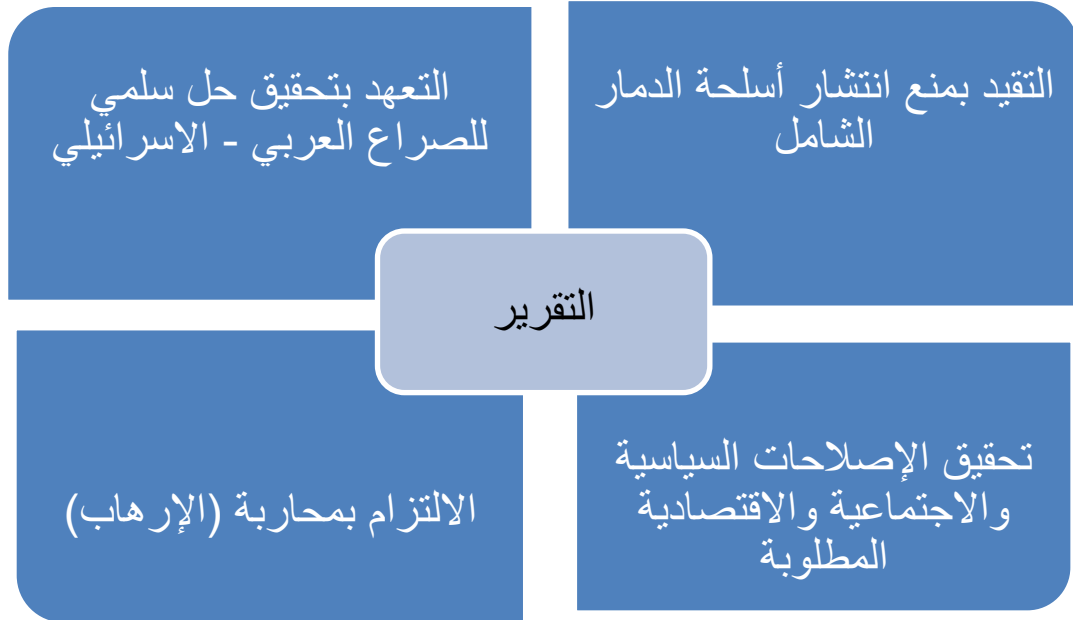 التقيد بمنع انتشار أسلحة الدمار
الشامل
التعهد بتحقيق حل سلمي
للصراع العربي - الاسرائيلي
التقرير
تحقيق الإصلاحات السياسية
والاجتماعية والاقتصادية
المطلوبة
الالتزام بمحاربة (الإرهاب)